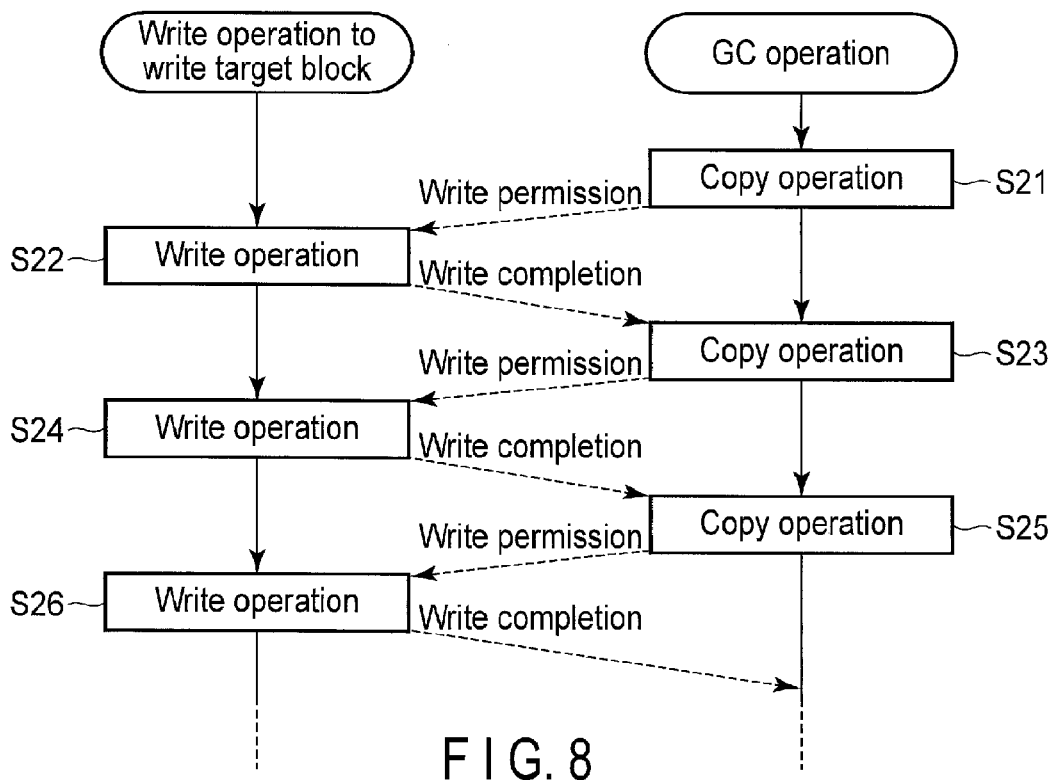 Write operation to
write target block
GC operation
Copy operation
S21
Write permission
S22
Write operation
Write completion
Copy operation
S23
Write permission
S24
Write operation
Write completion
Copy operation
S25
Write permission
S26
Write operation
Write completion
FIG. 8